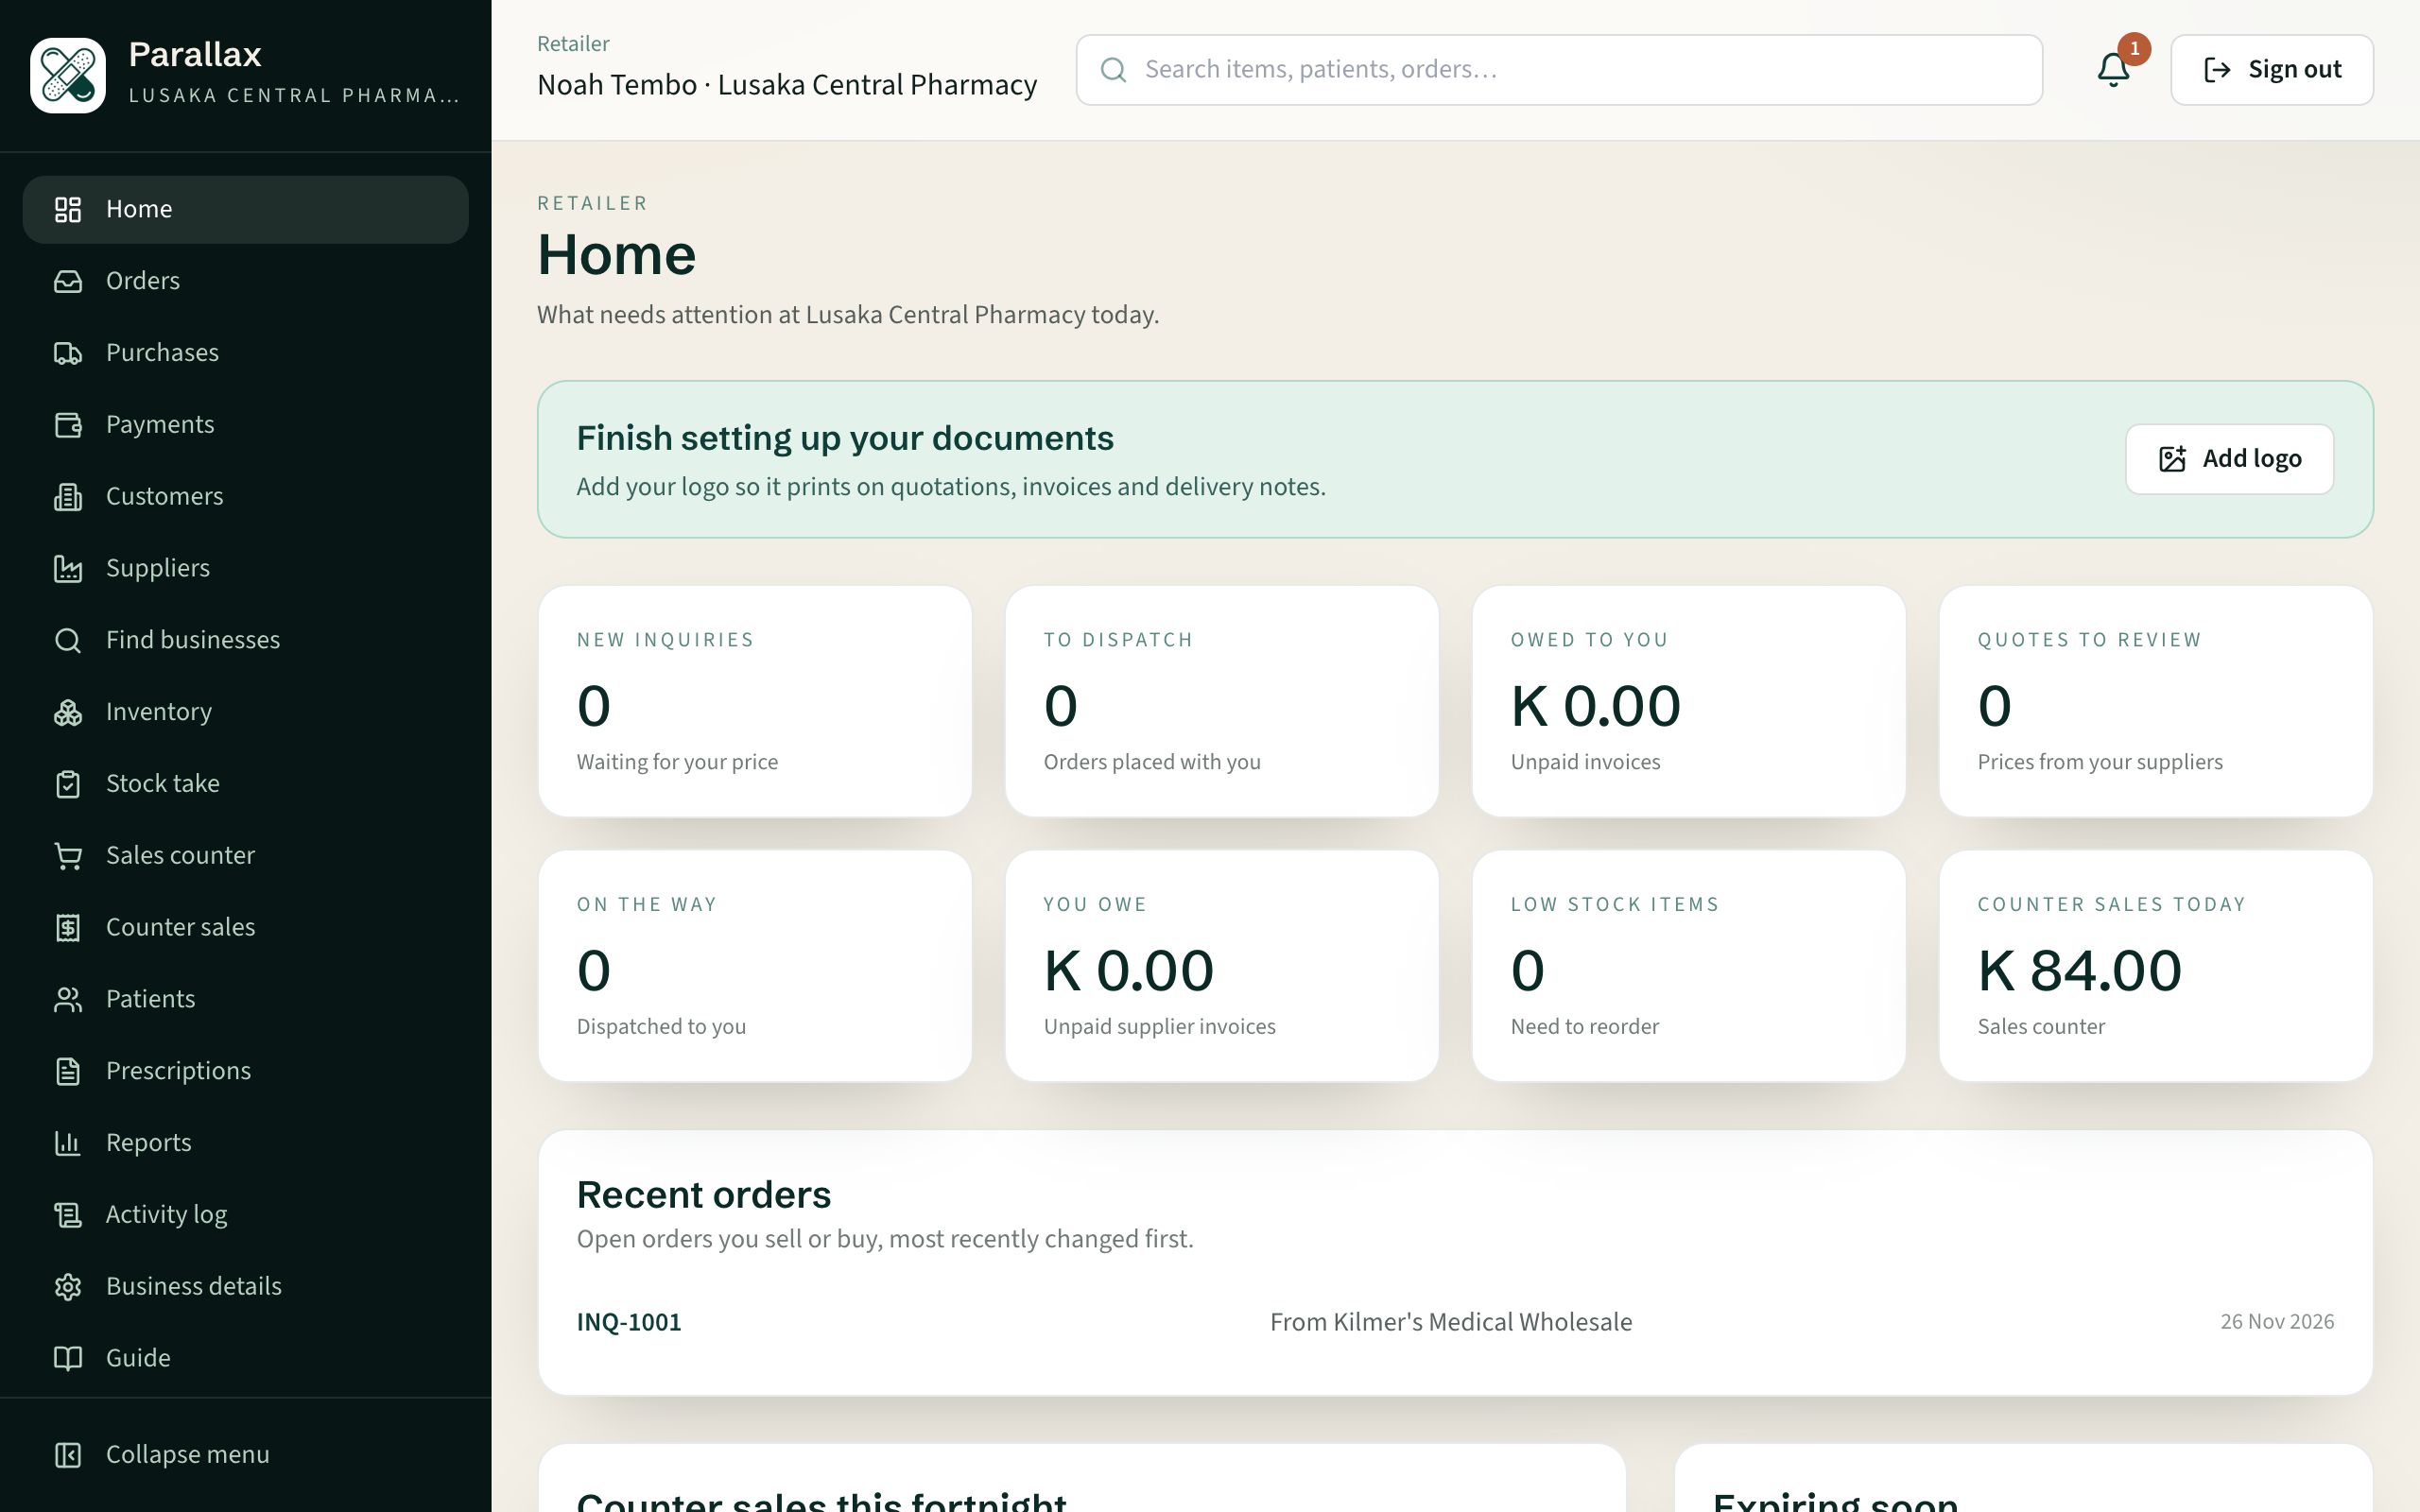 Parallax
LUSAKA CENTRAL PHARMA...
Home
Orders
Purchases
Payments
Customers
Suppliers
Find businesses
Inventory
Stock take
Sales counter
Counter sales
Patients
Prescriptions
Reports
Activity log
Business details
Guide
Collapse menu
Retailer
Noah Tembo · Lusaka Central Pharmacy
Search items, patients, orders…
1
Sign out
RETAILER
Home
What needs attention at Lusaka Central Pharmacy today.
Finish setting up your documents
Add your logo so it prints on quotations, invoices and delivery notes.
Add logo
NEW INQUIRIES
0
Waiting for your price
TO DISPATCH
0
Orders placed with you
OWED TO YOU
K 0.00
Unpaid invoices
QUOTES TO REVIEW
0
Prices from your suppliers
ON THE WAY
0
Dispatched to you
YOU OWE
K 0.00
Unpaid supplier invoices
LOW STOCK ITEMS
0
Need to reorder
COUNTER SALES TODAY
K 84.00
Sales counter
Recent orders
Open orders you sell or buy, most recently changed first.
INQ-1001
From Kilmer's Medical Wholesale
26 Nov 2026
Counter sales this fortnight
Expiring soon